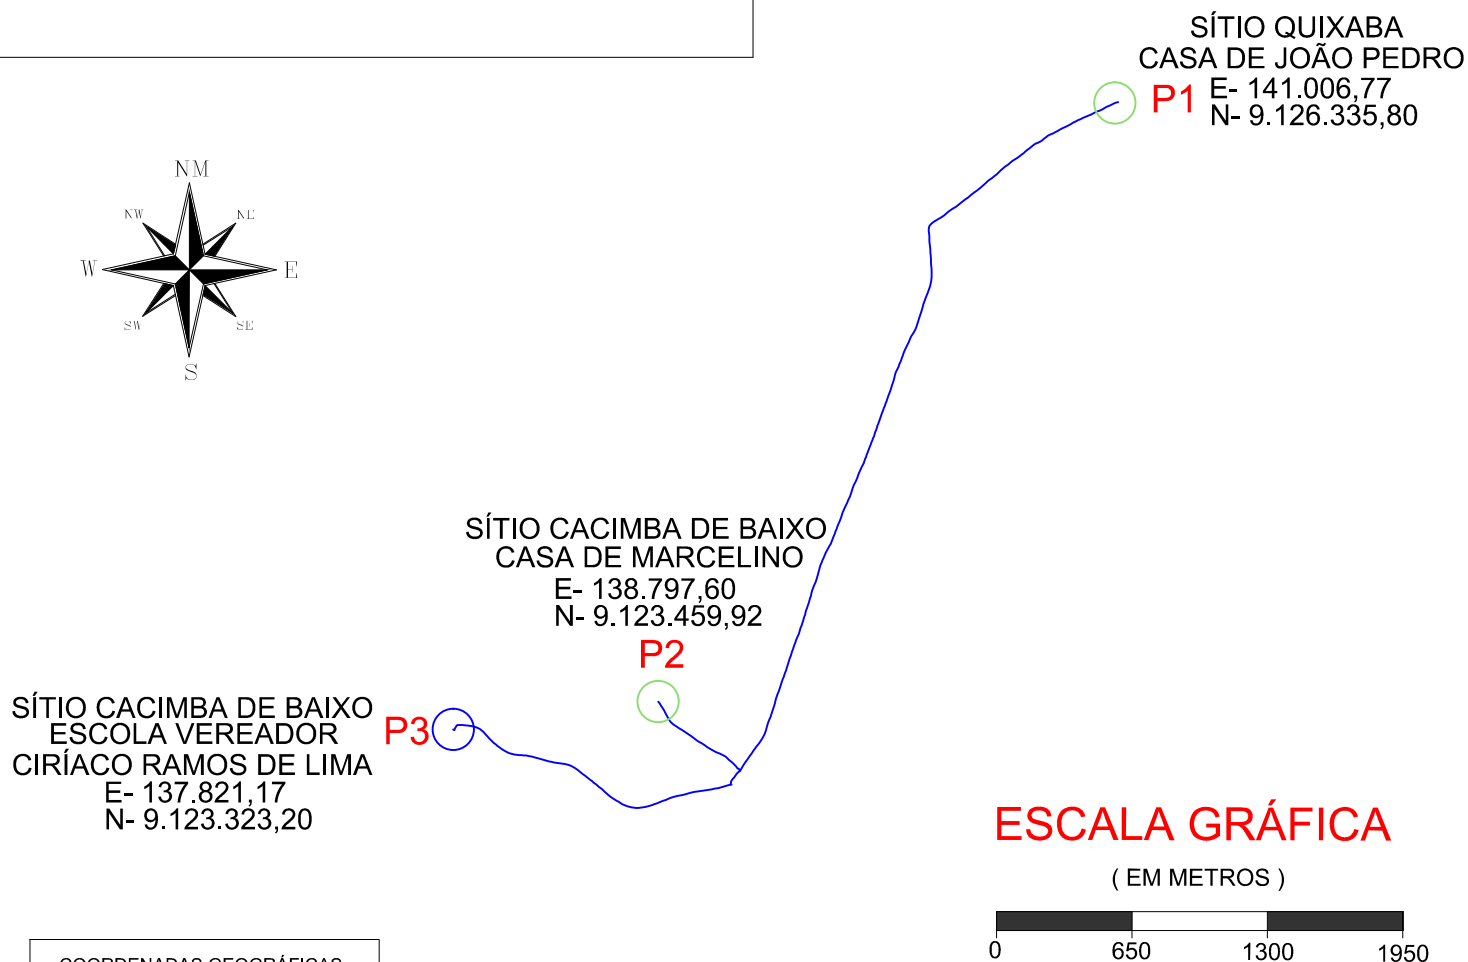 SÍTIO QUIXABA
CASA DE JOÃO PEDRO
P1
E- 141.006,77
N- 9.126.335,80
NM
NW
NE
W
E
SW
SE
S
SÍTIO CACIMBA DE BAIXO
CASA DE MARCELINO
E- 138.797,60
N- 9.123.459,92
P2
SÍTIO CACIMBA DE BAIXO
ESCOLA VEREADOR
CIRÍACO RAMOS DE LIMA
E- 137.821,17
N- 9.123.323,20
P3
ESCALA GRÁFICA
( EM METROS )
0 650 1300 1950
COORDENADAS GEOGRÁFICAS